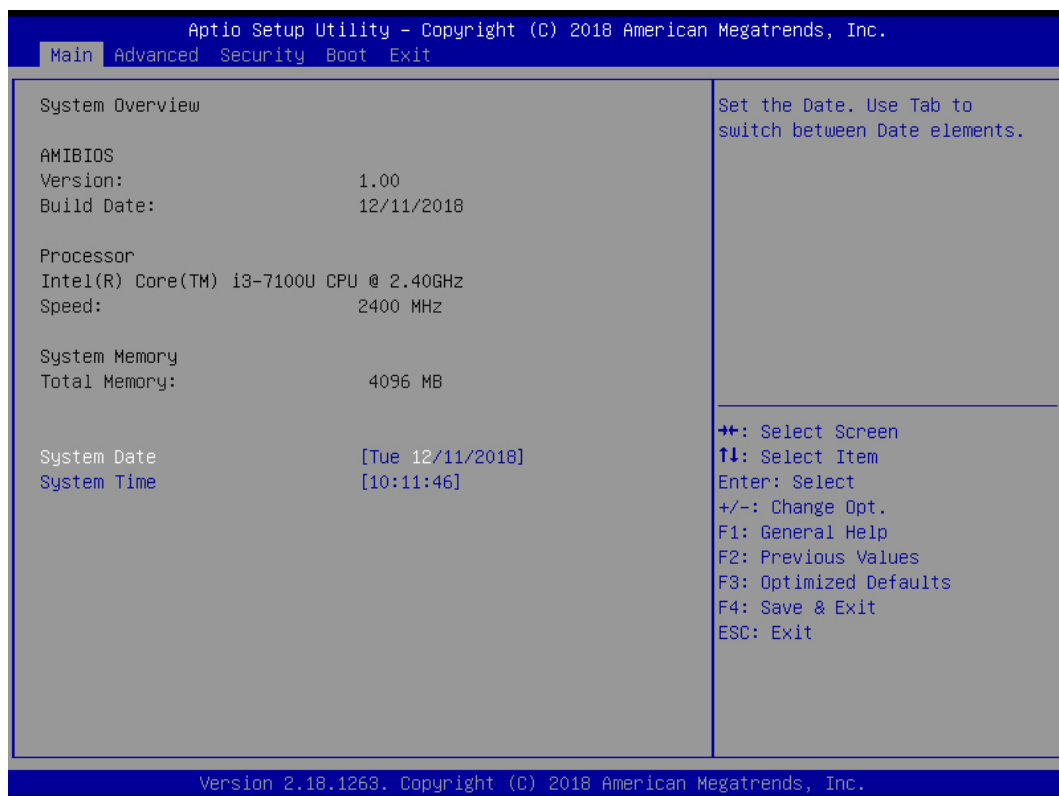 Aptio Setup Utility – Copyright (C) 2018 American Megatrends, Inc.
Main Advanced Security Boot Exit
System Overview
AMIBIOS
Version: 1.00
Build Date: 12/11/2018
Processor
Intel(R) Core(TM) i3-7100U CPU @ 2.40GHz
Speed: 2400 MHz
System Memory
Total Memory: 4096 MB
System Date [Tue 12/11/2018]
System Time [10:11:46]
Set the Date. Use Tab to
switch between Date elements.
→←: Select Screen
↑↓: Select Item
Enter: Select
+/-: Change Opt.
F1: General Help
F2: Previous Values
F3: Optimized Defaults
F4: Save & Exit
ESC: Exit
Version 2.18.1263. Copyright (C) 2018 American Megatrends, Inc.